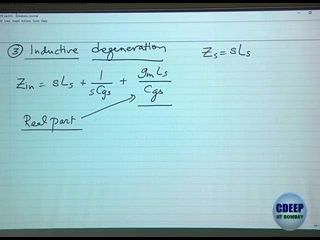 ③ Inductive degeneration   Zs = sLs
Zin = sLs + 1/sCgs + gmLs/Cgs
Real part
CDEEP
IIT BOMBAY